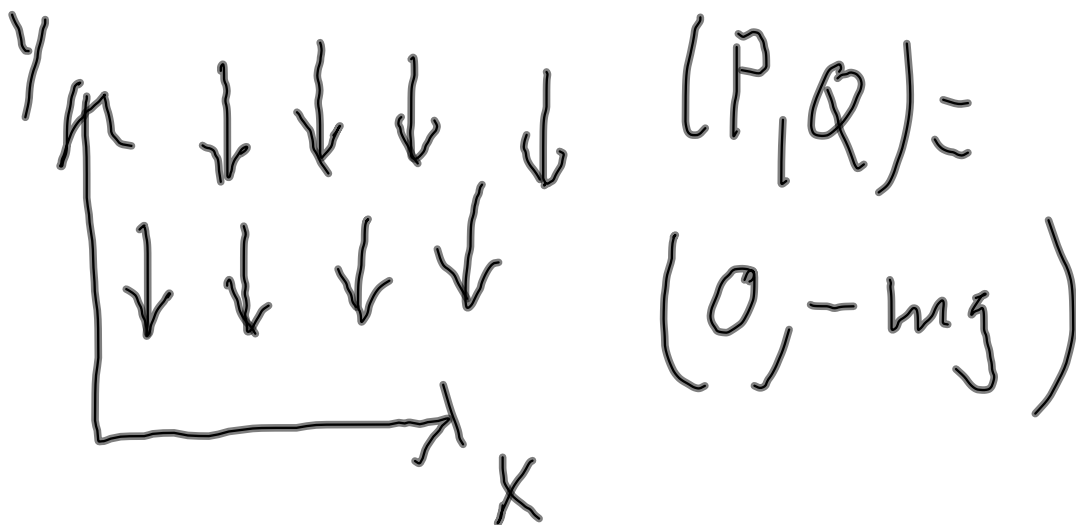 Y
(P,Q)=
(0,-mg)
X